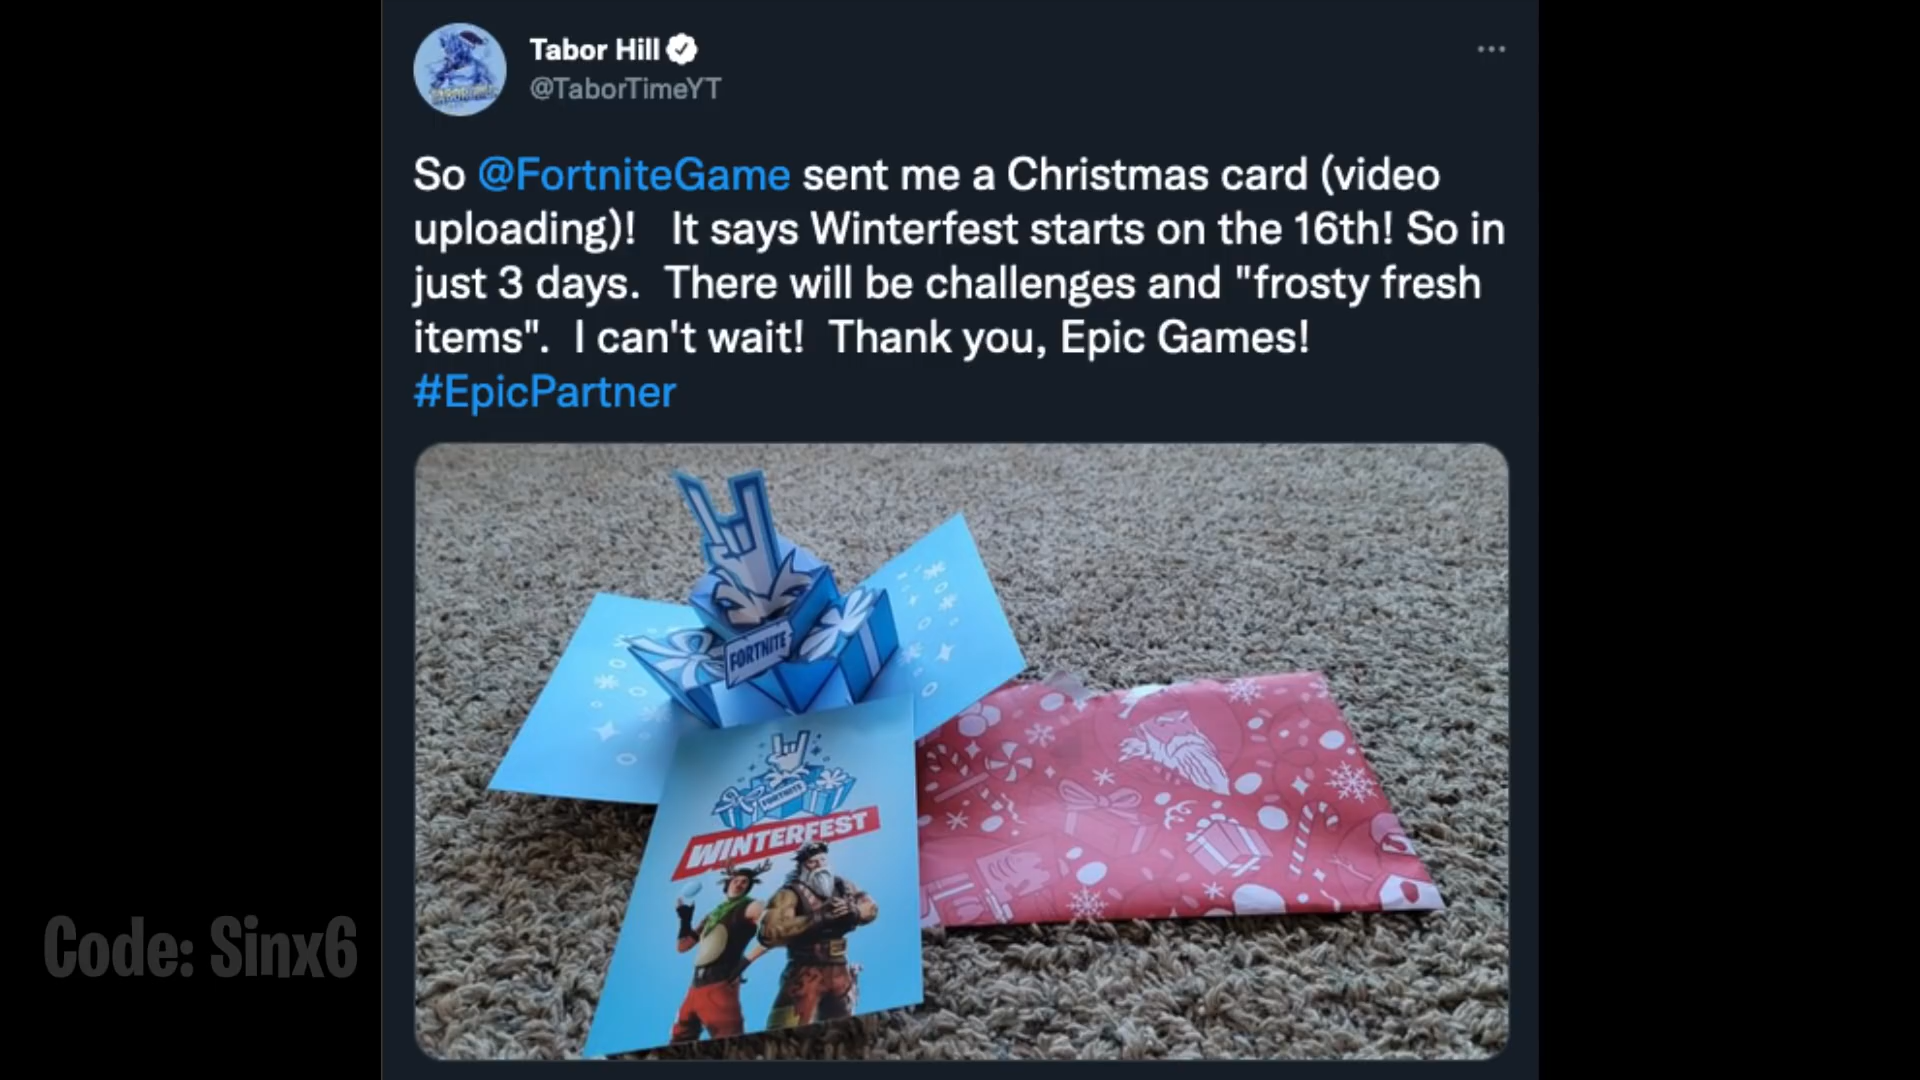 Tabor Hill
@TaborTimeYT
So @FortniteGame sent me a Christmas card (video
uploading)!   It says Winterfest starts on the 16th! So in
just 3 days.  There will be challenges and "frosty fresh
items".  I can't wait!  Thank you, Epic Games!
#EpicPartner
FORTNITE
FORTNITE
WINTERFEST
Code: Sinx6